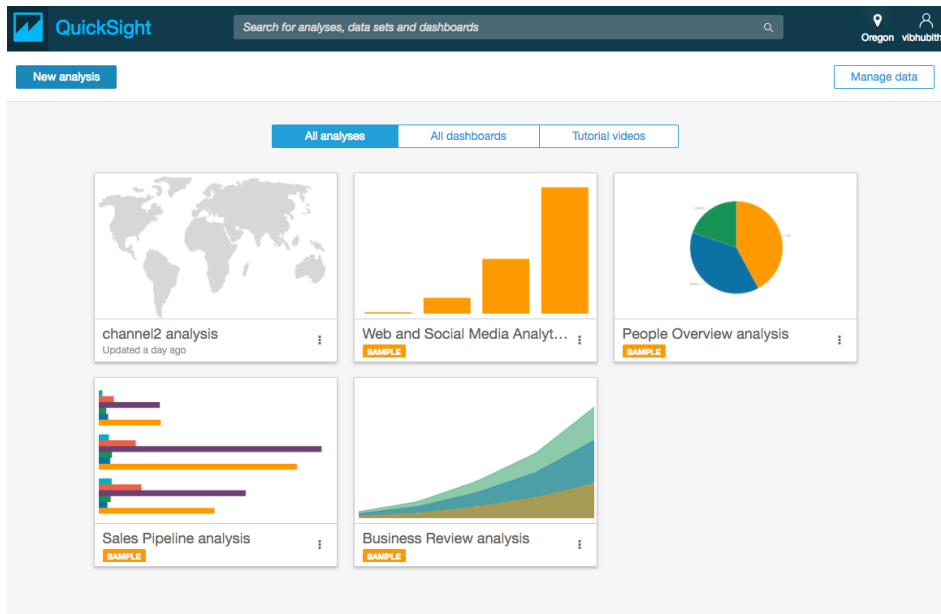 QuickSight
Search for analyses, data sets and dashboards
Oregon
vibhubith
New analysis
Manage data
All analyses
All dashboards
Tutorial videos
channel2 analysis
Updated a day ago
Web and Social Media Analyt...
SAMPLE
People Overview analysis
SAMPLE
Sales Pipeline analysis
SAMPLE
Business Review analysis
SAMPLE